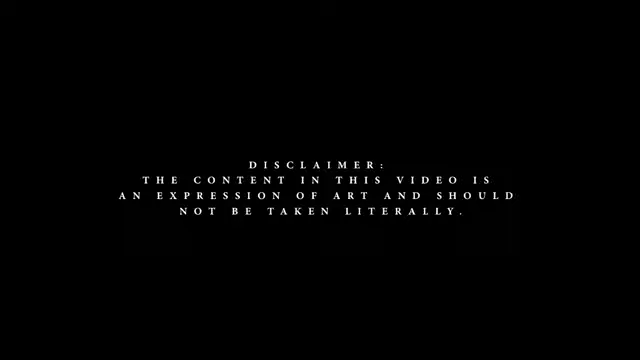 DISCLAIMER:
THE CONTENT IN THIS VIDEO IS
AN EXPRESSION OF ART AND SHOULD
NOT BE TAKEN LITERALLY.